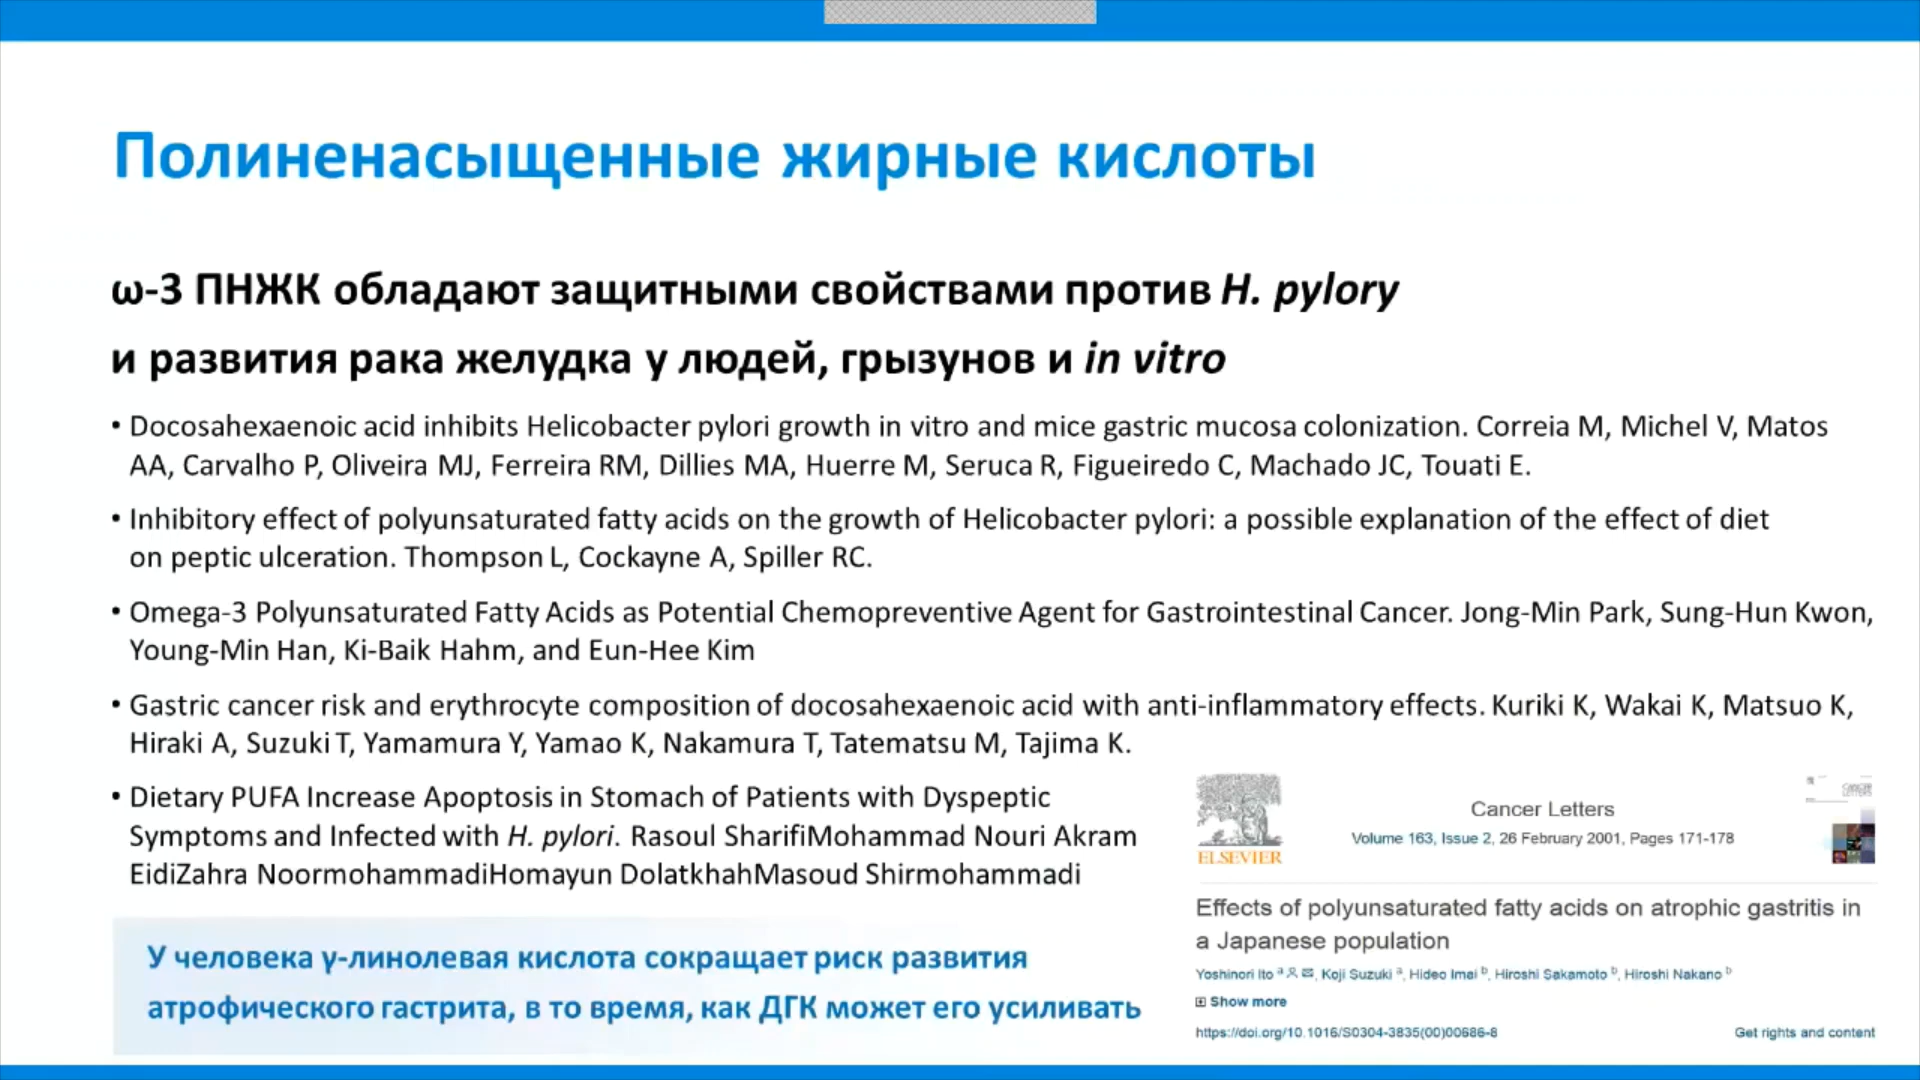 Полиненасыщенные жирные кислоты
ω-3 ПНЖК обладают защитными свойствами против H. pylory
и развития рака желудка у людей, грызунов и in vitro
• Docosahexaenoic acid inhibits Helicobacter pylori growth in vitro and mice gastric mucosa colonization. Correia M, Michel V, Matos
AA, Carvalho P, Oliveira MJ, Ferreira RM, Dillies MA, Huerre M, Seruca R, Figueiredo C, Machado JC, Touati E.
• Inhibitory effect of polyunsaturated fatty acids on the growth of Helicobacter pylori: a possible explanation of the effect of diet
on peptic ulceration. Thompson L, Cockayne A, Spiller RC.
• Omega-3 Polyunsaturated Fatty Acids as Potential Chemopreventive Agent for Gastrointestinal Cancer. Jong-Min Park, Sung-Hun Kwon,
Young-Min Han, Ki-Baik Hahm, and Eun-Hee Kim
• Gastric cancer risk and erythrocyte composition of docosahexaenoic acid with anti-inflammatory effects. Kuriki K, Wakai K, Matsuo K,
Hiraki A, Suzuki T, Yamamura Y, Yamao K, Nakamura T, Tatematsu M, Tajima K.
• Dietary PUFA Increase Apoptosis in Stomach of Patients with Dyspeptic
Symptoms and Infected with H. pylori. Rasoul SharifiMohammad Nouri Akram
EidiZahra NoormohammadiHomayun DolatkhahMasoud Shirmohammadi
У человека γ-линолевая кислота сокращает риск развития
атрофического гастрита, в то время, как ДГК может его усиливать
ELSEVIER
Cancer Letters
Volume 163, Issue 2, 26 February 2001, Pages 171-178
CANCER LETTERS
Effects of polyunsaturated fatty acids on atrophic gastritis in
a Japanese population
Yoshinori Ito a, Koji Suzuki a, Hideo Imai b, Hiroshi Sakamoto b, Hiroshi Nakano b
Show more
https://doi.org/10.1016/S0304-3835(00)00686-8
Get rights and content